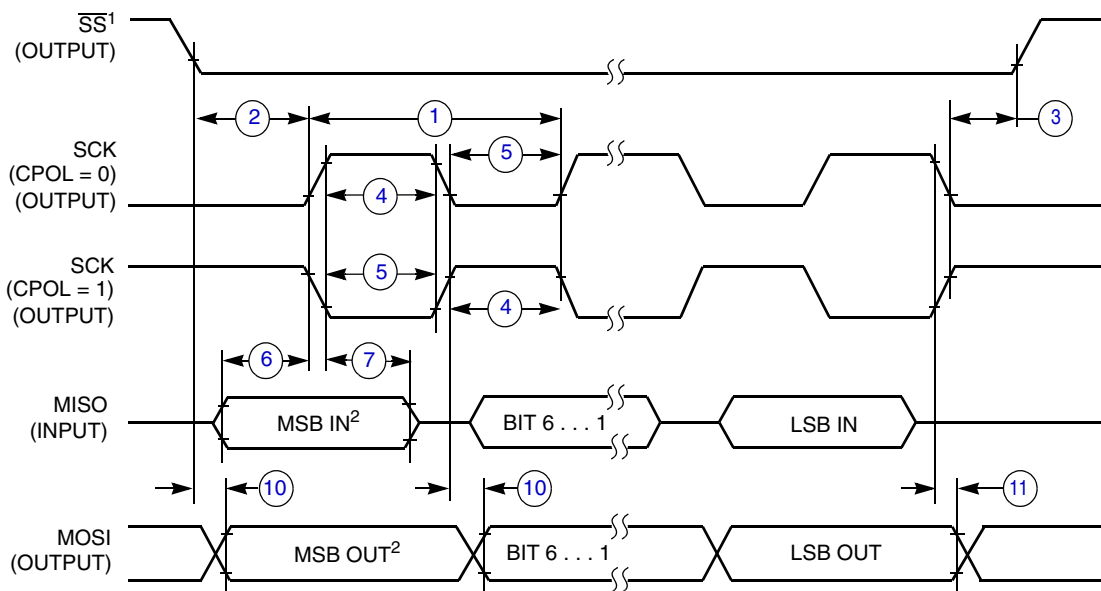 SS1
(OUTPUT)
2
1
3
SCK
(CPOL = 0)
(OUTPUT)
5
4
SCK
(CPOL = 1)
(OUTPUT)
5
4
6
7
MISO
(INPUT)
MSB IN2
BIT 6 . . . 1
LSB IN
10
10
11
MOSI
(OUTPUT)
MSB OUT2
BIT 6 . . . 1
LSB OUT